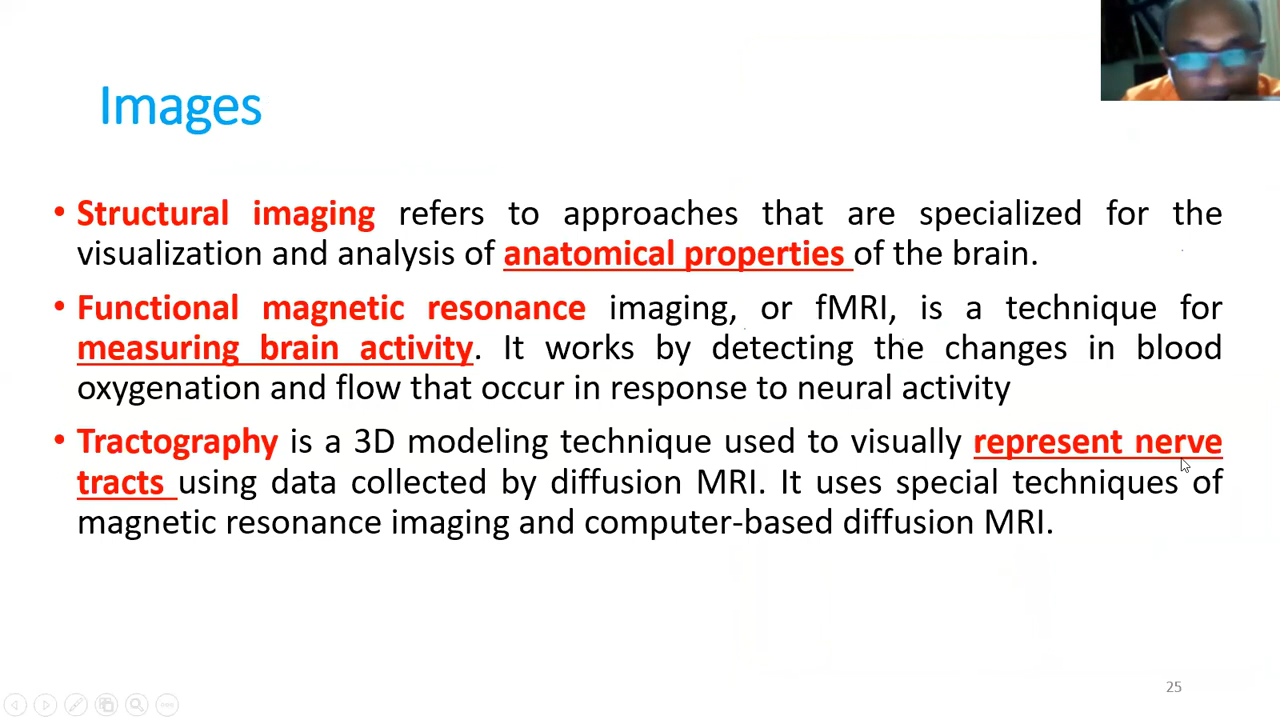 Images
• Structural imaging refers to approaches that are specialized for the
visualization and analysis of anatomical properties of the brain.
• Functional magnetic resonance imaging, or fMRI, is a technique for
measuring brain activity. It works by detecting the changes in blood
oxygenation and flow that occur in response to neural activity
• Tractography is a 3D modeling technique used to visually represent nerve
tracts using data collected by diffusion MRI. It uses special techniques of
magnetic resonance imaging and computer-based diffusion MRI.
25